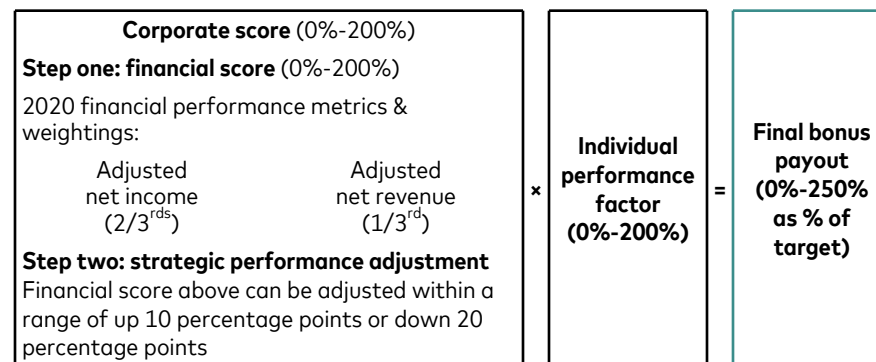 Corporate score (0%-200%)
Step one: financial score (0%-200%)
2020 financial performance metrics &
weightings:
Adjusted
net income
(2/3rds)
Adjusted
net revenue
(1/3rd)
Step two: strategic performance adjustment
Financial score above can be adjusted within a
range of up 10 percentage points or down 20
percentage points
×
Individual
performance
factor
(0%-200%)
=
Final bonus
payout
(0%-250%
as % of
target)